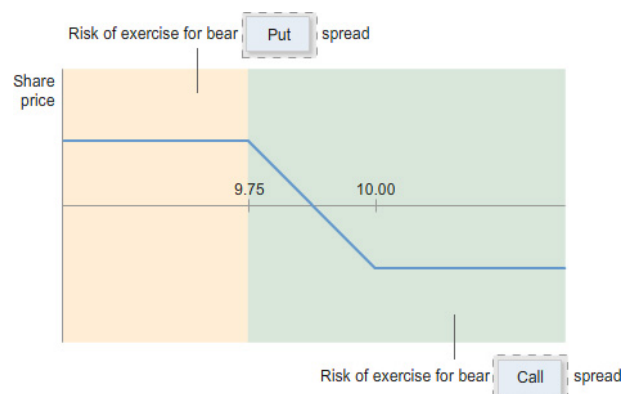 Risk of exercise for bear Put spread
Share
price
9.75 10.00
Risk of exercise for bear Call spread